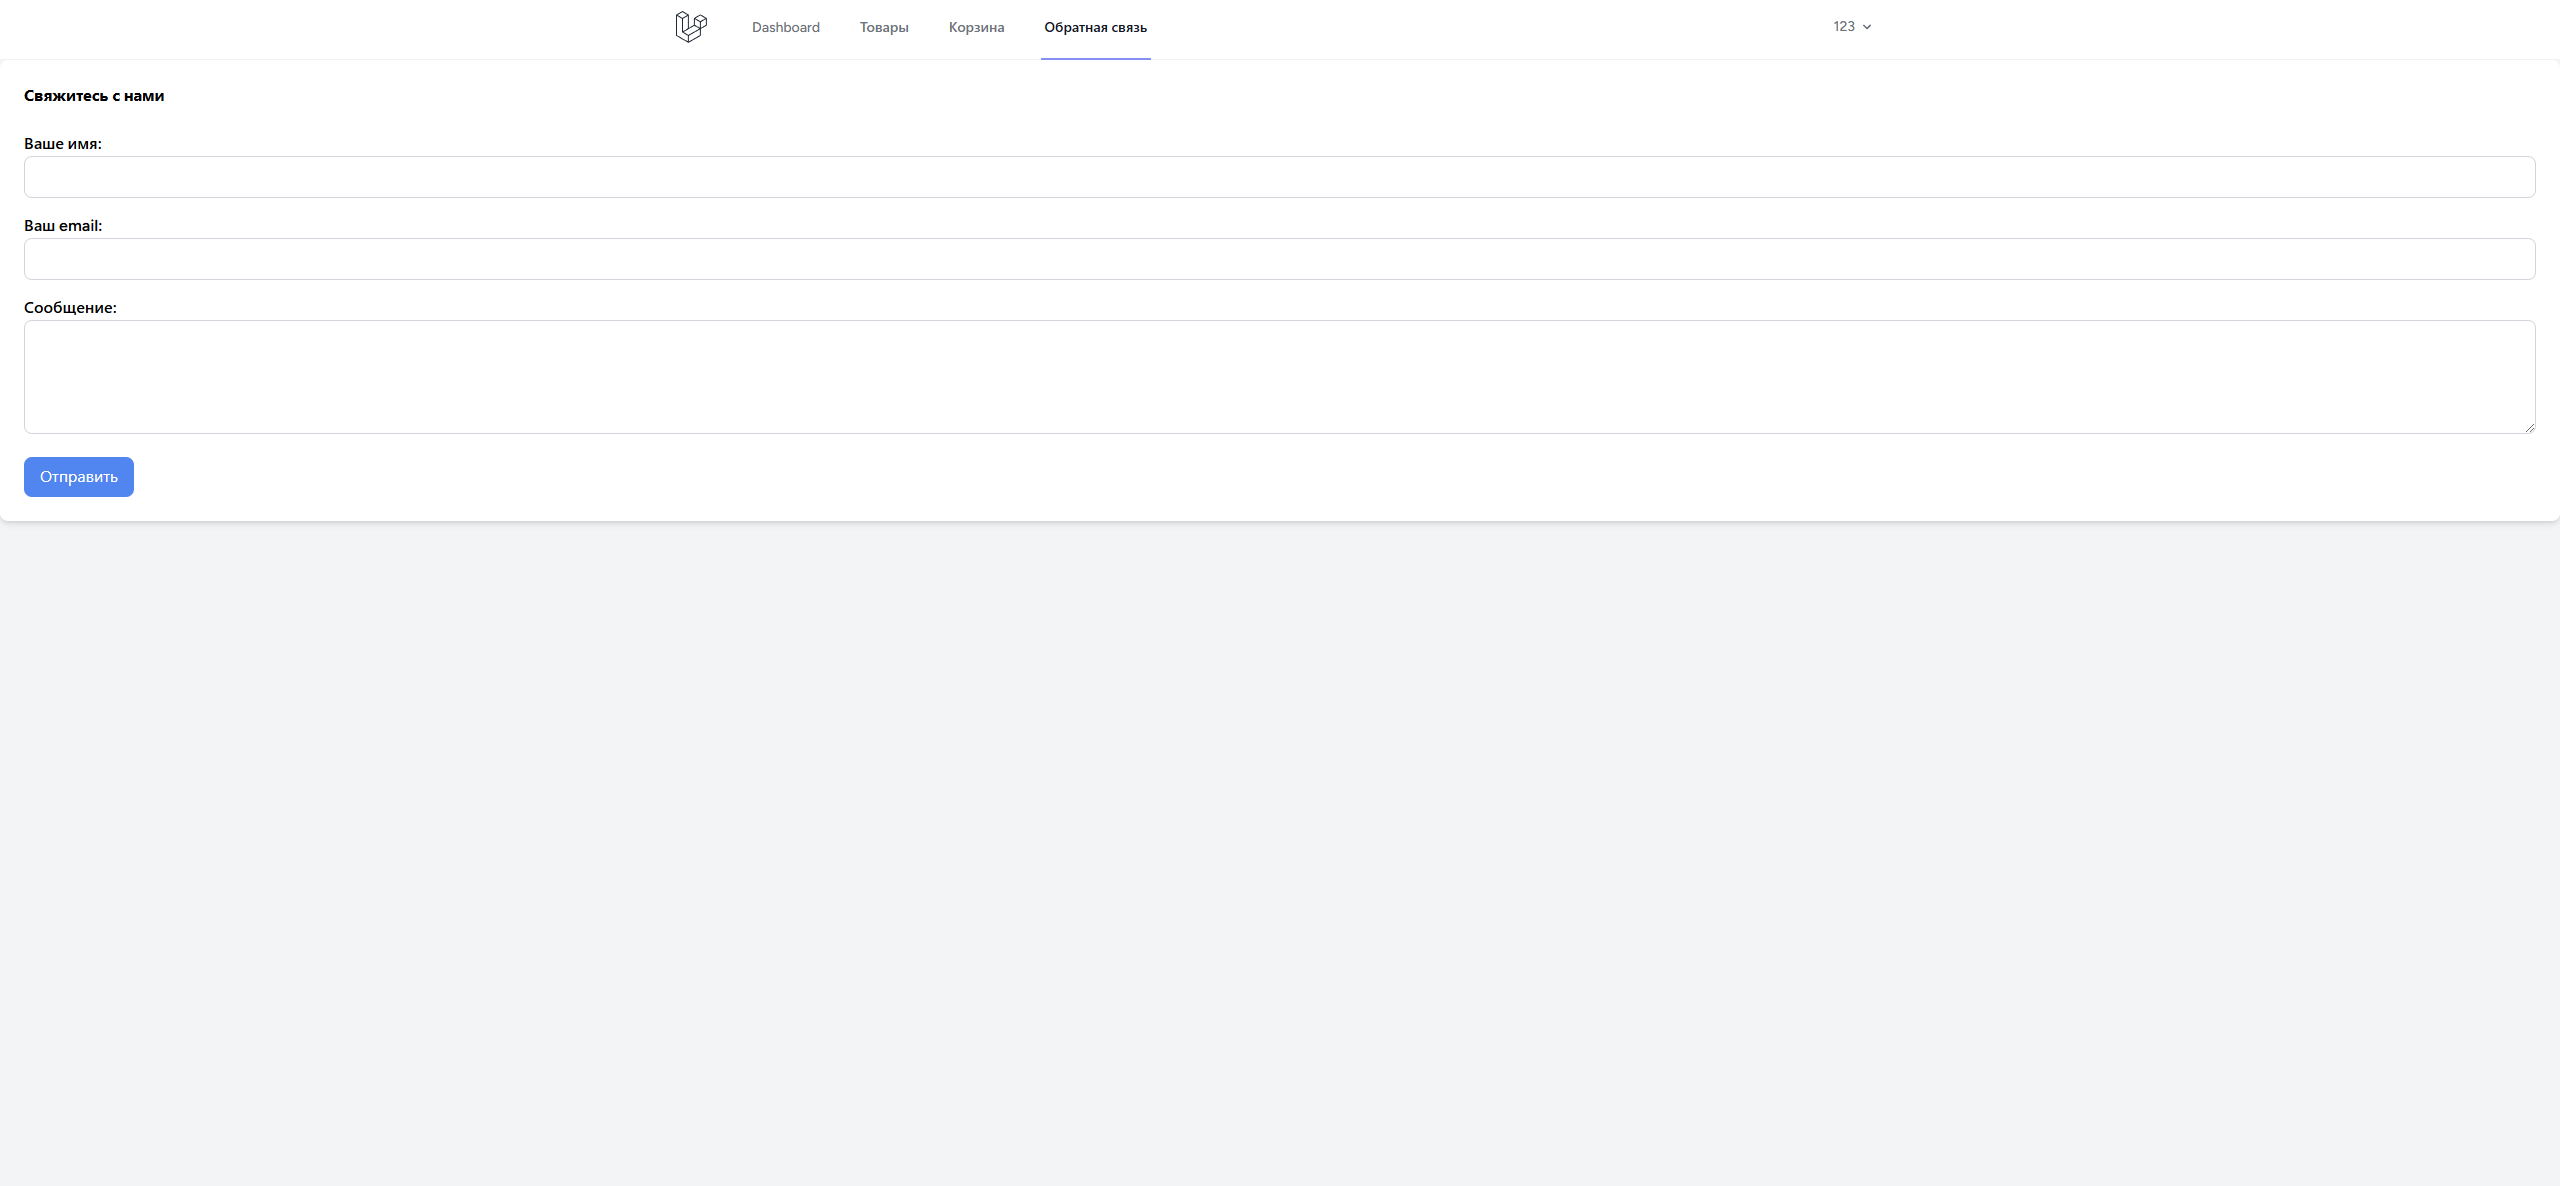 Dashboard Товары Корзина Обратная связь 123
Свяжитесь с нами
Ваше имя:
Ваш email:
Сообщение:
Отправить